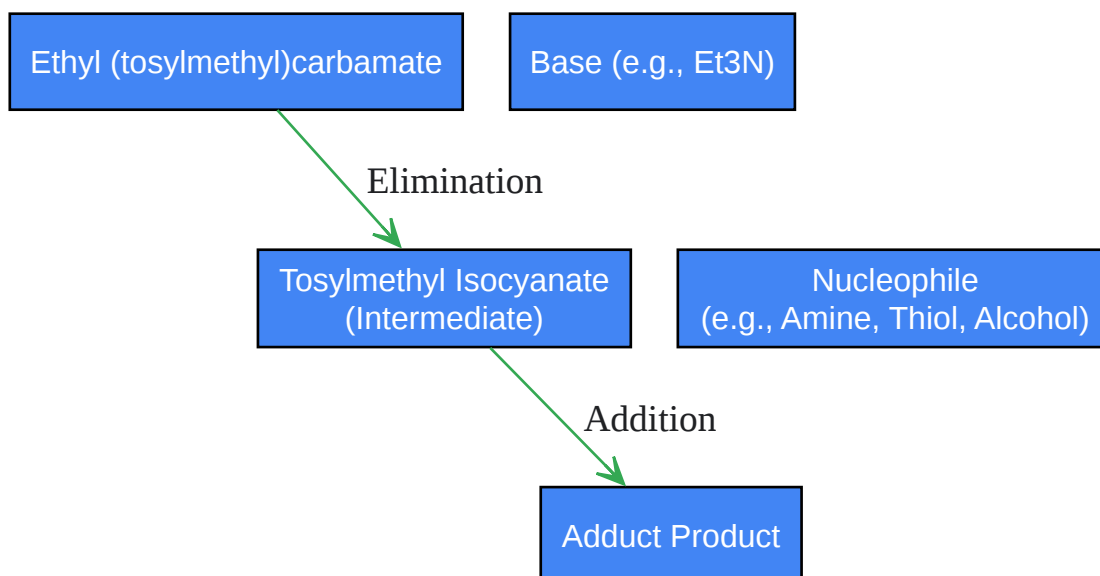 Ethyl (tosylmethyl)carbamate
Base (e.g., Et3N)
Elimination
Tosylmethyl Isocyanate
(Intermediate)
Nucleophile
(e.g., Amine, Thiol, Alcohol)
Addition
Adduct Product